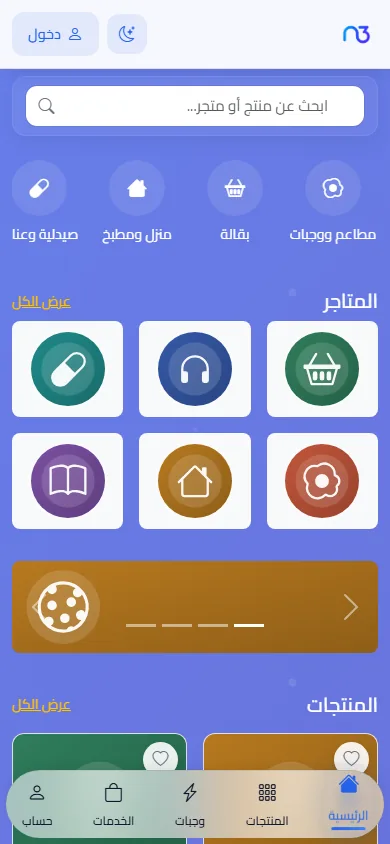 دخول
ابحث عن منتج أو متجر...
مطاعم ووجبات
بقالة
منزل ومطبخ
صيدلية وعنا
المتاجر
عرض الكل
المنتجات
عرض الكل
الرئيسية
المنتجات
وجبات
الخدمات
حساب